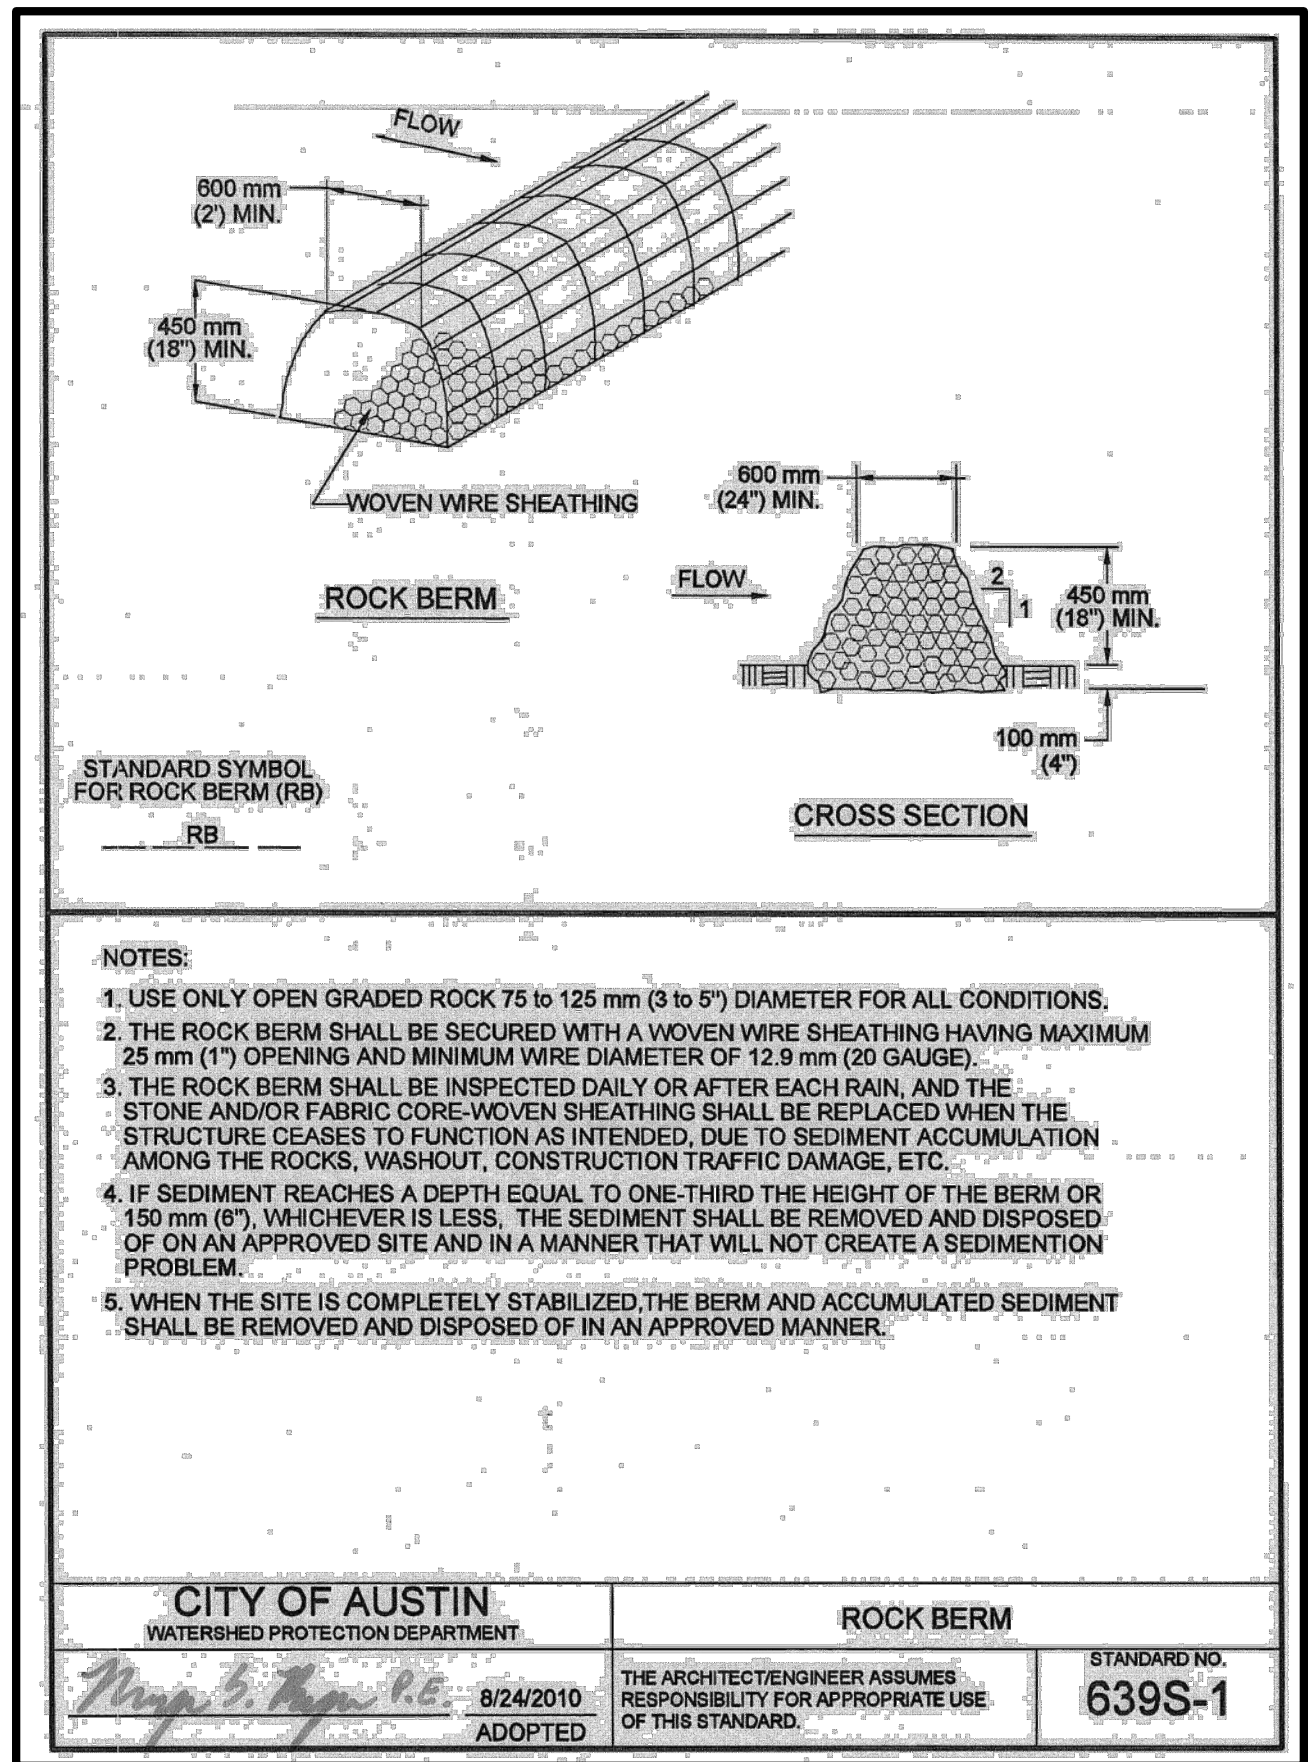 FLOW
600 mm
(2') MIN.
450 mm
(18") MIN.
WOVEN WIRE SHEATHING
ROCK BERM
600 mm
(24") MIN.
FLOW
2
1
450 mm
(18") MIN.
100 mm
(4")
CROSS SECTION
STANDARD SYMBOL
FOR ROCK BERM (RB)
RB
NOTES:
1. USE ONLY OPEN GRADED ROCK 75 to 125 mm (3 to 5") DIAMETER FOR ALL CONDITIONS.
2. THE ROCK BERM SHALL BE SECURED WITH A WOVEN WIRE SHEATHING HAVING MAXIMUM
25 mm (1") OPENING AND MINIMUM WIRE DIAMETER OF 12.9 mm (20 GAUGE).
3. THE ROCK BERM SHALL BE INSPECTED DAILY OR AFTER EACH RAIN, AND THE
STONE AND/OR FABRIC CORE-WOVEN SHEATHING SHALL BE REPLACED WHEN THE
STRUCTURE CEASES TO FUNCTION AS INTENDED, DUE TO SEDIMENT ACCUMULATION
AMONG THE ROCKS, WASHOUT, CONSTRUCTION TRAFFIC DAMAGE, ETC.
4. IF SEDIMENT REACHES A DEPTH EQUAL TO ONE-THIRD THE HEIGHT OF THE BERM OR
150 mm (6"), WHICHEVER IS LESS, THE SEDIMENT SHALL BE REMOVED AND DISPOSED
OF ON AN APPROVED SITE AND IN A MANNER THAT WILL NOT CREATE A SEDIMENTION
PROBLEM.
5. WHEN THE SITE IS COMPLETELY STABILIZED,THE BERM AND ACCUMULATED SEDIMENT
SHALL BE REMOVED AND DISPOSED OF IN AN APPROVED MANNER.
CITY OF AUSTIN
WATERSHED PROTECTION DEPARTMENT
ROCK BERM
P.E.
8/24/2010
ADOPTED
THE ARCHITECT/ENGINEER ASSUMES
RESPONSIBILITY FOR APPROPRIATE USE
OF THIS STANDARD.
STANDARD NO.
639S-1